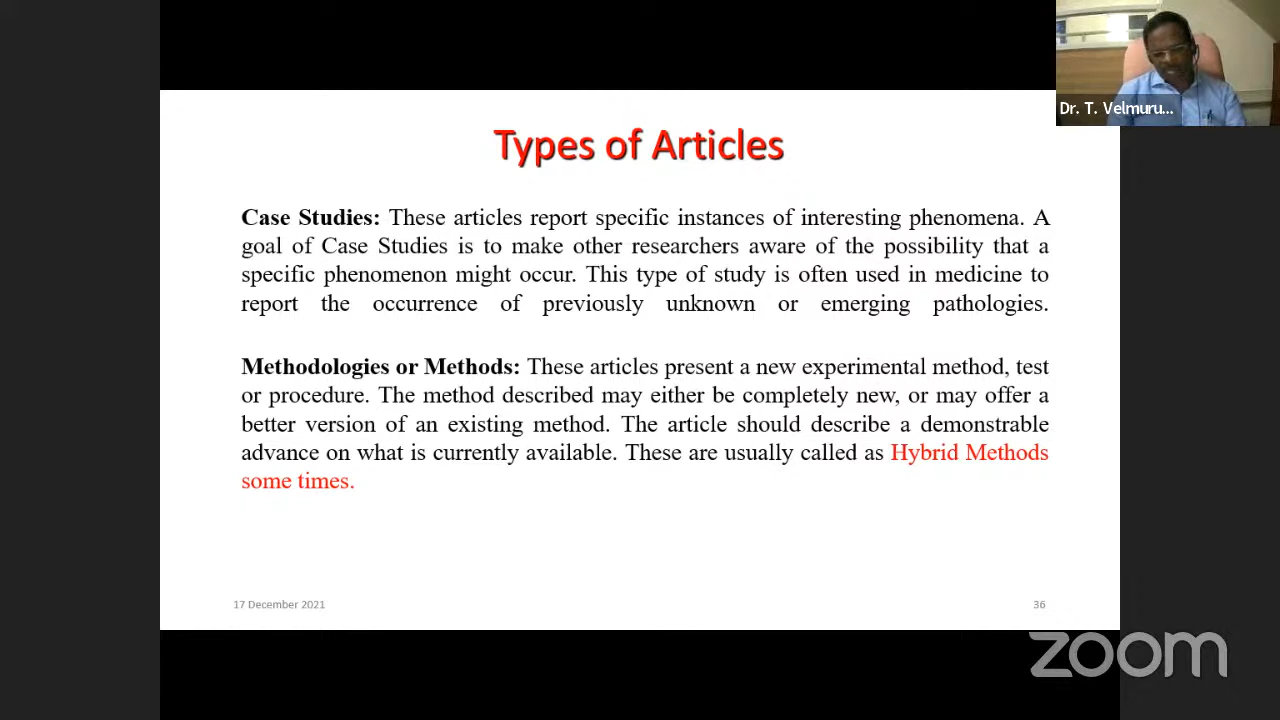 Dr. T. Velmuru...
Types of Articles
Case Studies: These articles report specific instances of interesting phenomena. A
goal of Case Studies is to make other researchers aware of the possibility that a
specific phenomenon might occur. This type of study is often used in medicine to
report the occurrence of previously unknown or emerging pathologies.
Methodologies or Methods: These articles present a new experimental method, test
or procedure. The method described may either be completely new, or may offer a
better version of an existing method. The article should describe a demonstrable
advance on what is currently available. These are usually called as Hybrid Methods
some times.
17 December 2021
36
zoom